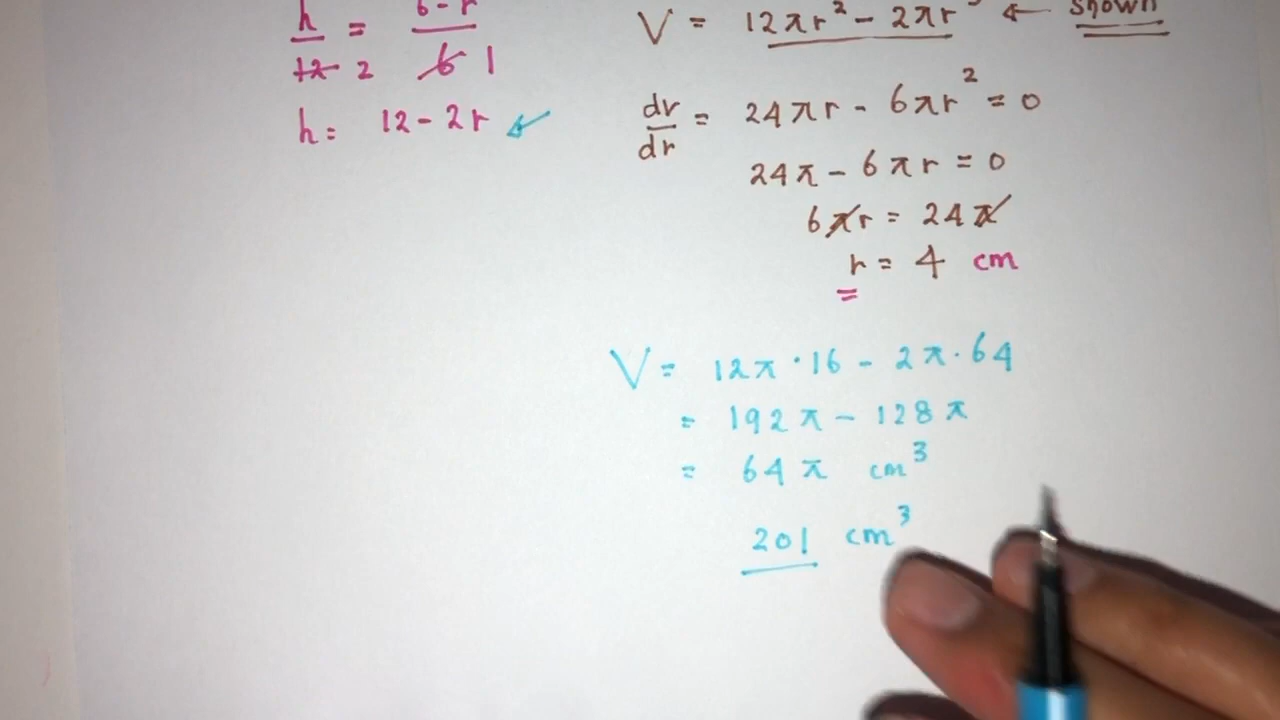 h/12 2 = 6-r/6 1
h = 12 - 2r
V = 12πr² - 2πr³ ← shown
dv/dr = 24πr - 6πr² = 0
24π - 6πr = 0
6πr = 24π
r = 4 cm
V = 12π·16 - 2π·64
= 192π - 128π
= 64π cm³
201 cm³